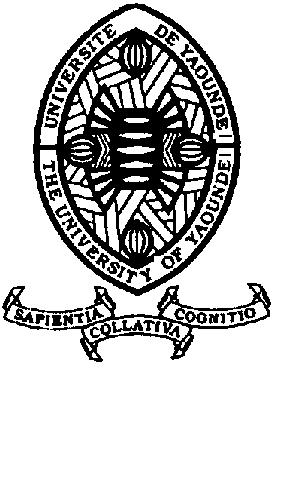 UNIVERSITE DE YAOUNDE
THE UNIVERSITY OF YAOUNDE
SAPIENTIA COLLATIVA COGNITIO